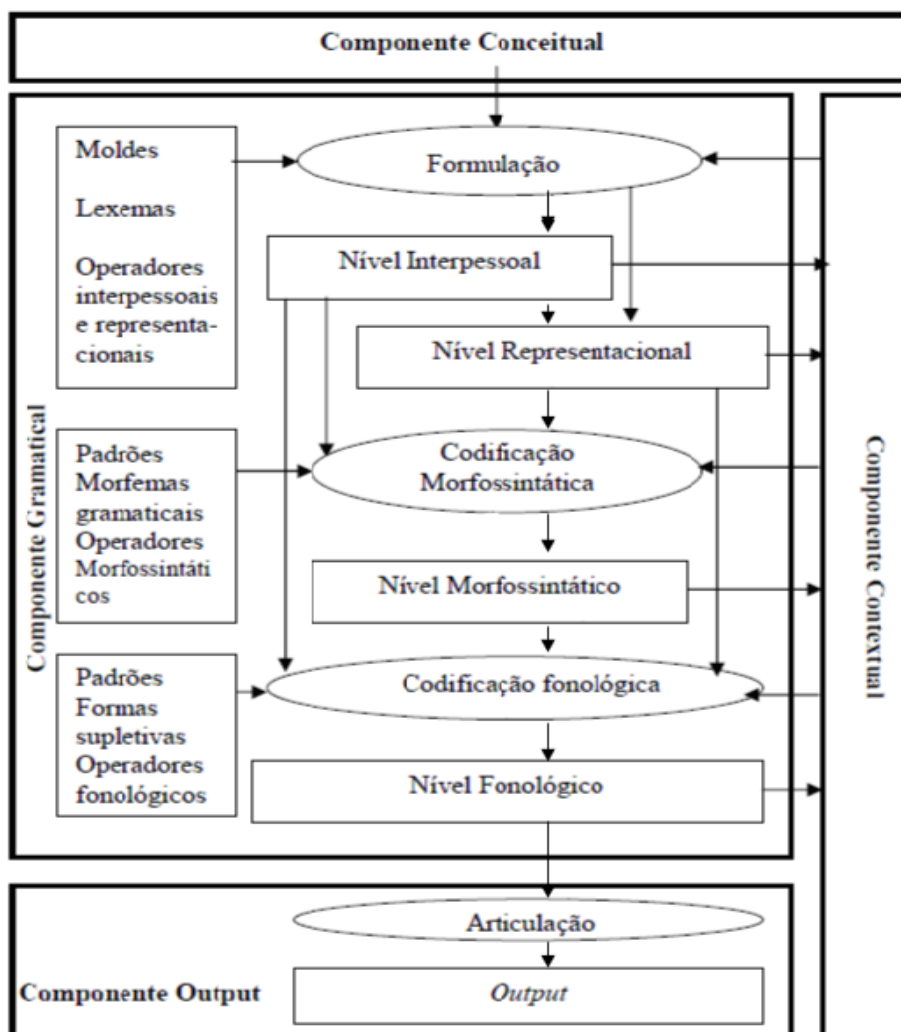 Componente Conceitual
Moldes
Lexemas
Operadores
interpessoais
e representa-
cionais
Formulação
Nível Interpessoal
Nível Representacional
Componente Gramatical
Padrões
Morfemas
gramaticais
Operadores
Morfossintáti
cos
Codificação
Morfossintática
Nível Morfossintático
Componente Contextual
Padrões
Formas
supletivas
Operadores
fonológicos
Codificação fonológica
Nível Fonológico
Articulação
Componente Output
Output